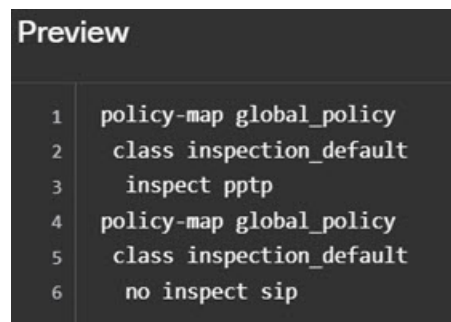 Preview
1 policy-map global_policy
2 class inspection_default
3 inspect pptp
4 policy-map global_policy
5 class inspection_default
6 no inspect sip